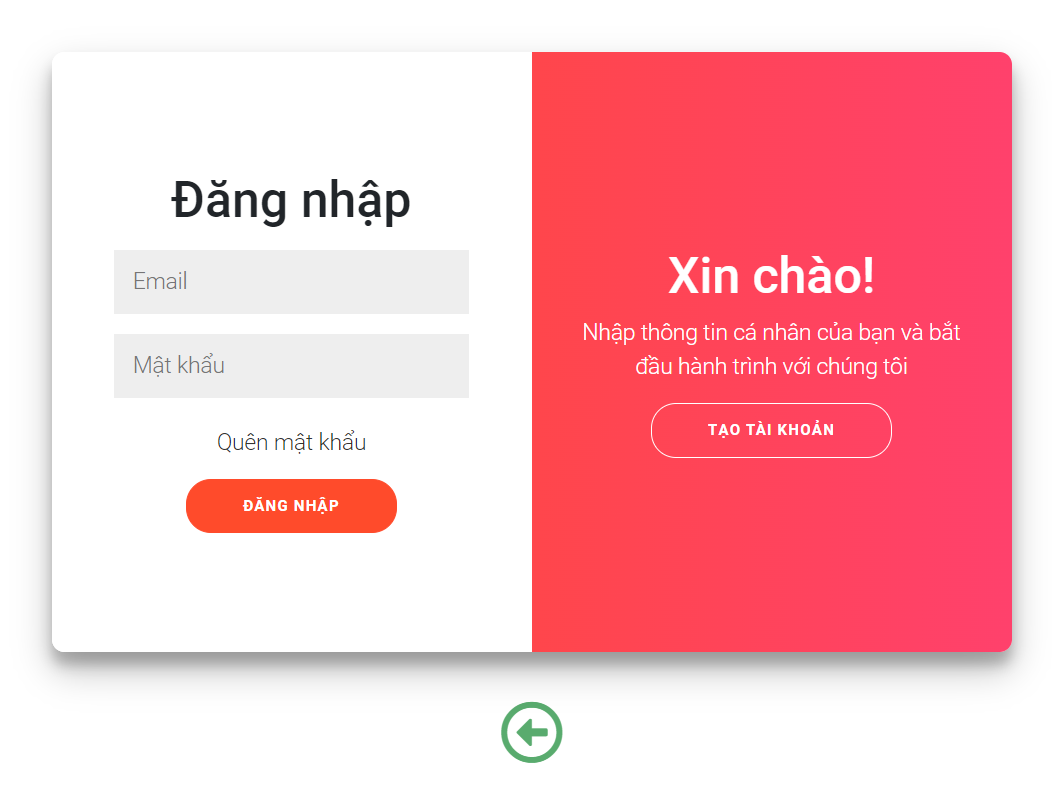 Đăng nhập
Email
Mật khẩu
Quên mật khẩu
ĐĂNG NHẬP
Xin chào!
Nhập thông tin cá nhân của bạn và bắt
đầu hành trình với chúng tôi
TẠO TÀI KHOẢN